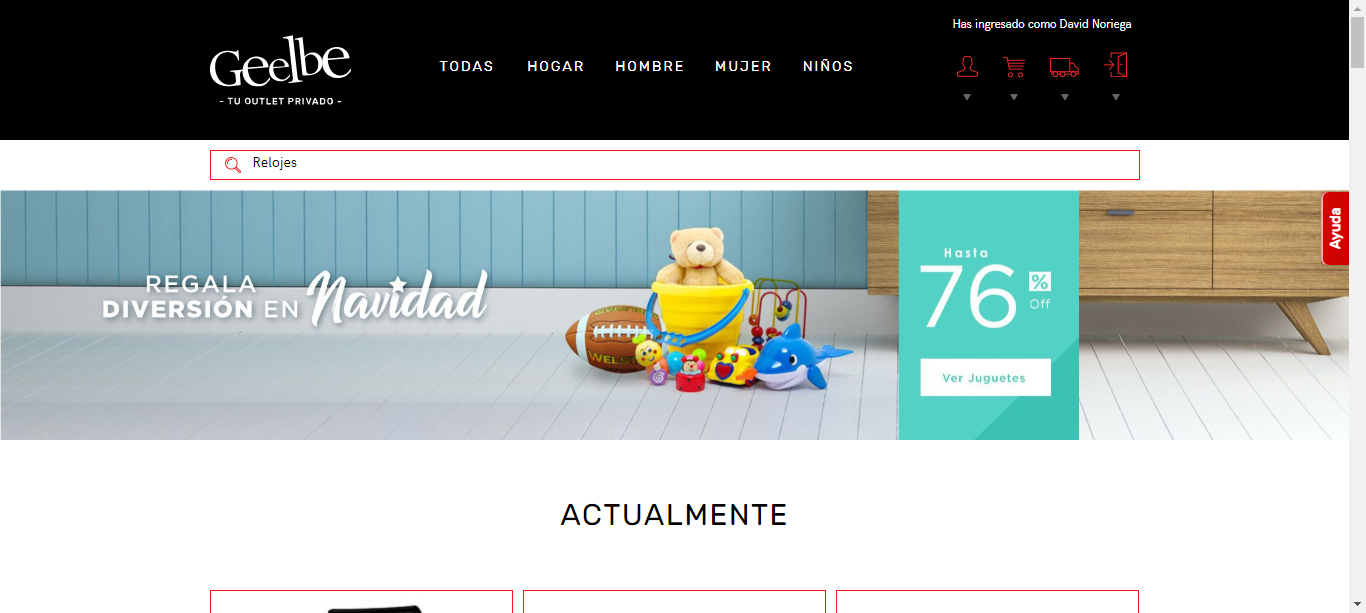 Has ingresado como David Noriega
Geelbe
- TU OUTLET PRIVADO -
TODAS HOGAR HOMBRE MUJER NIÑOS
Relojes
Ayuda
REGALA
DIVERSIÓN EN Navidad
Hasta
76 %
Off
Ver Juguetes
ACTUALMENTE